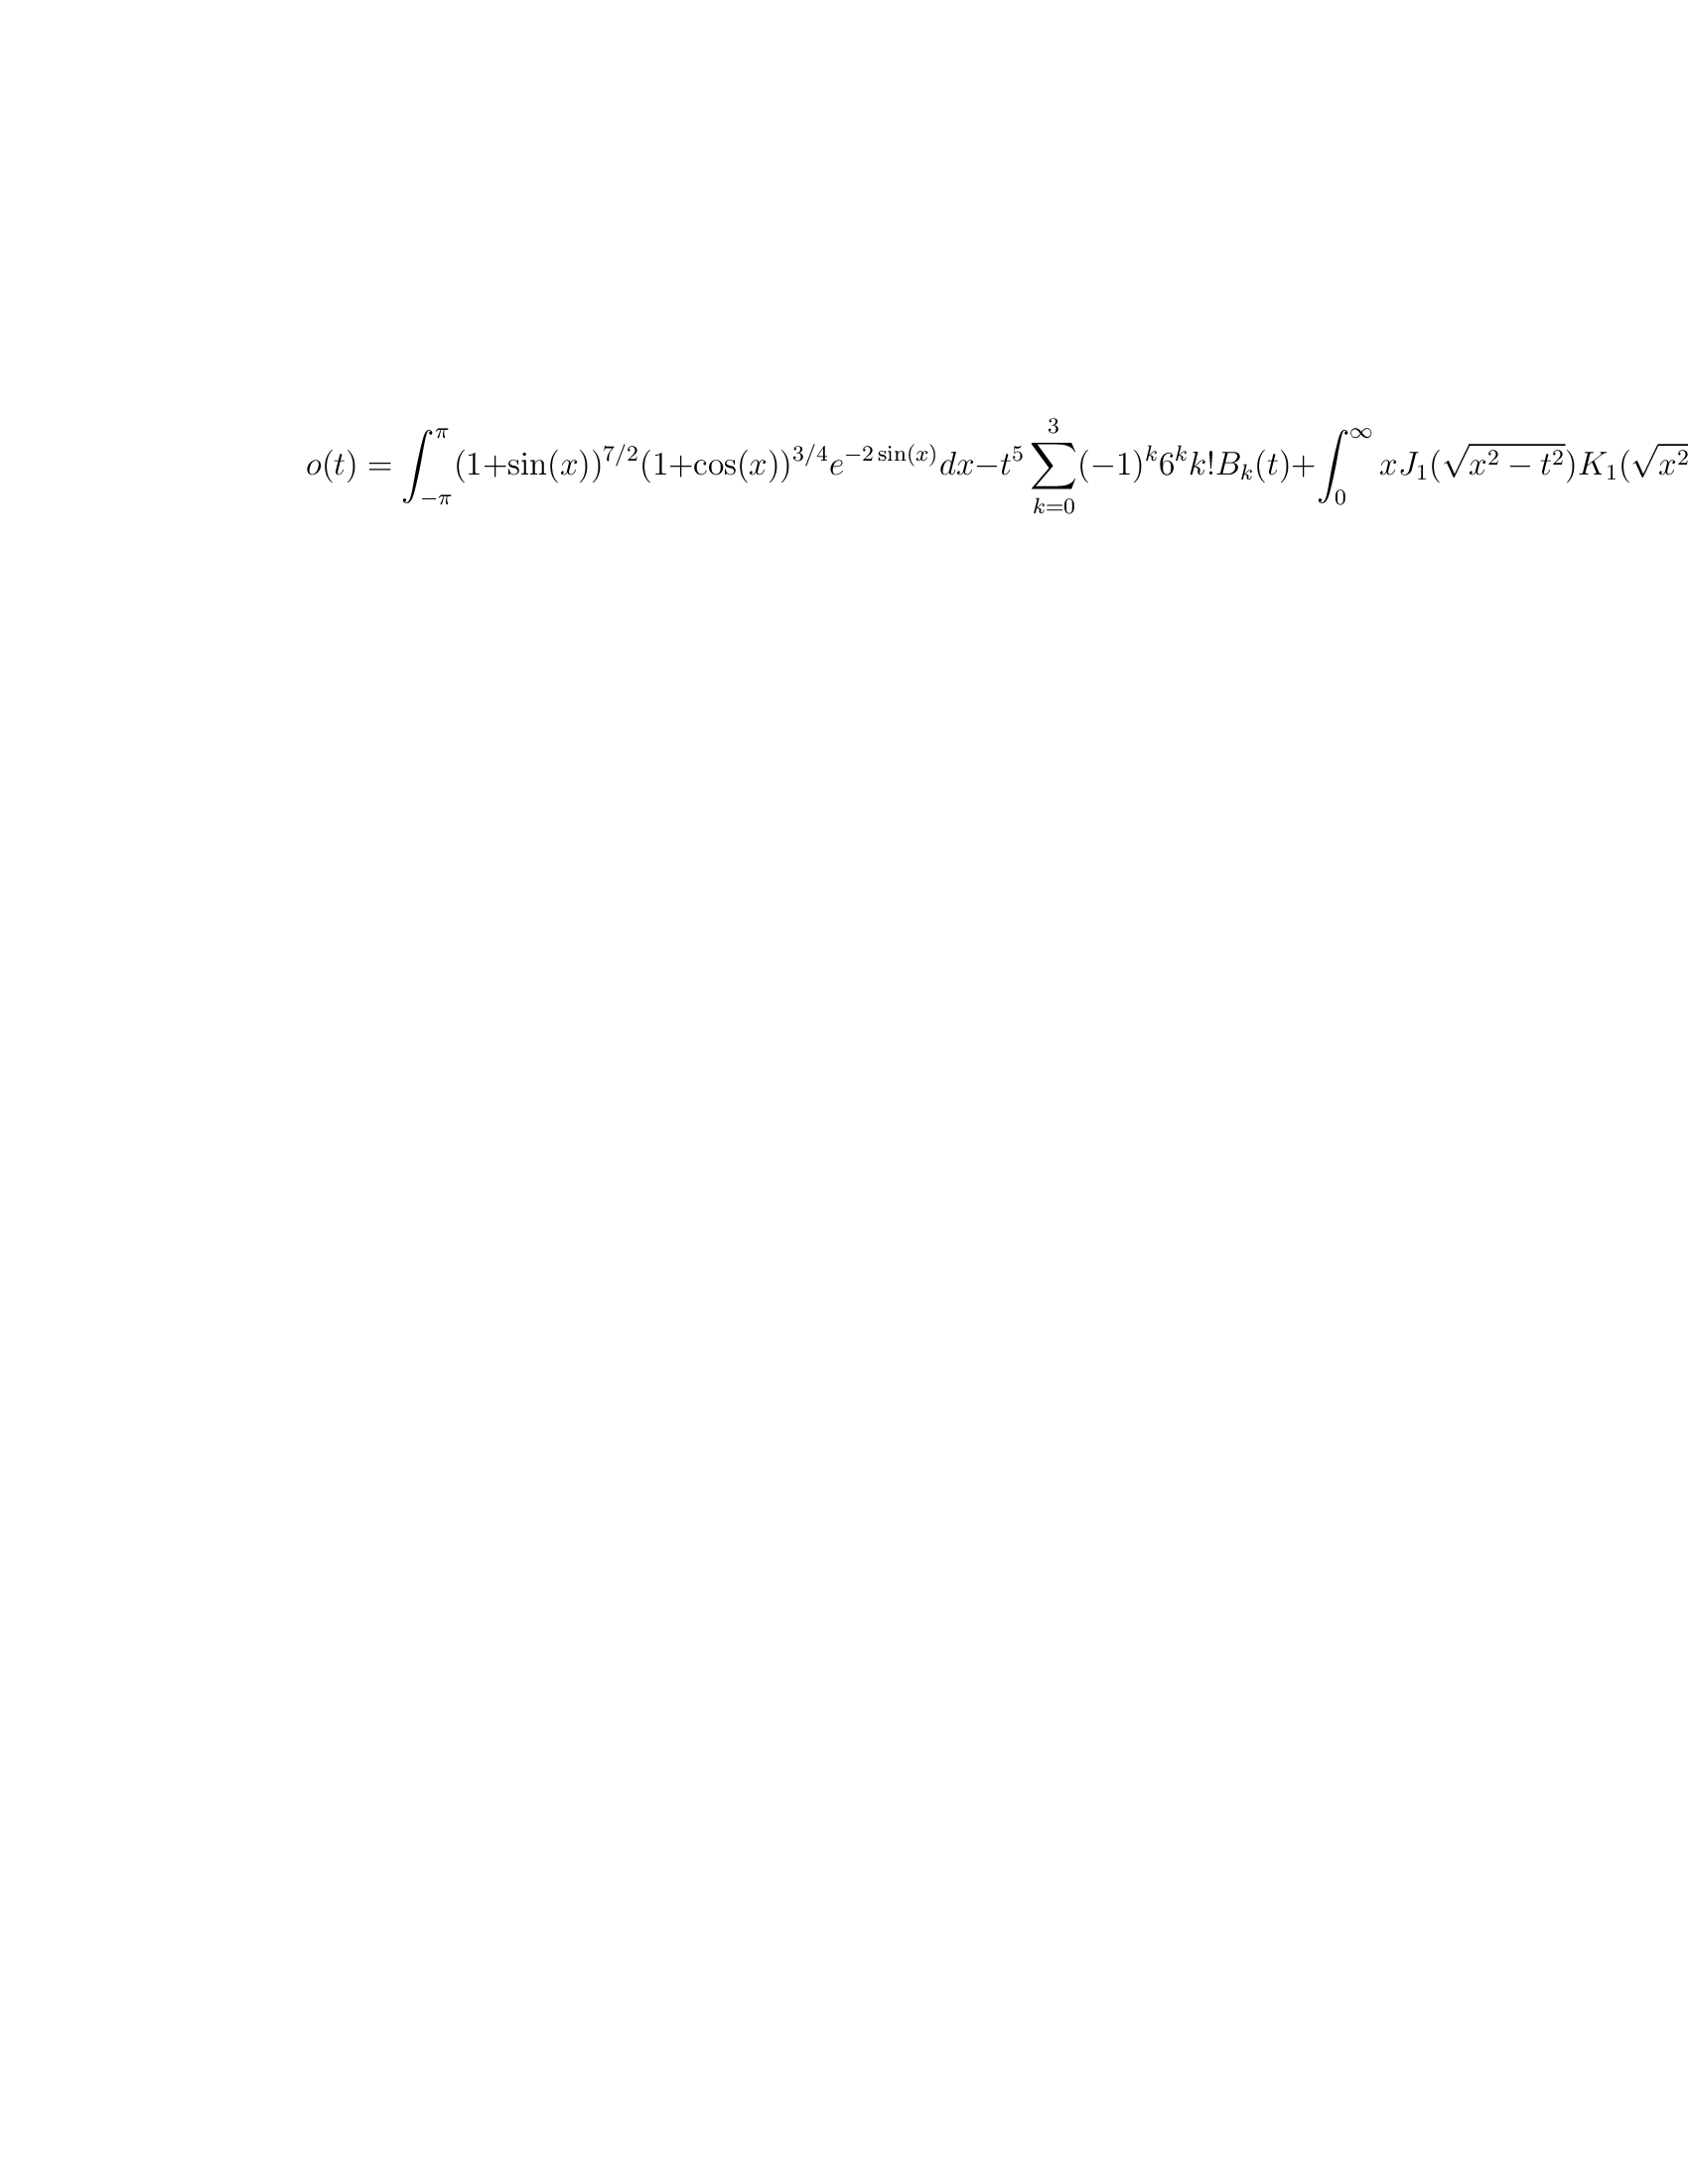 o(t) = \int_{-\pi}^{\pi} (1+\sin(x))^{7/2}(1+\cos(x))^{3/4}e^{-2\sin(x)}dx - t^5 \sum_{k=0}^{3} (-1)^k 6^k k! B_k(t) + \int_0^{\infty} x J_1(\sqrt{x^2-t^2}) K_1(\sqrt{x^2